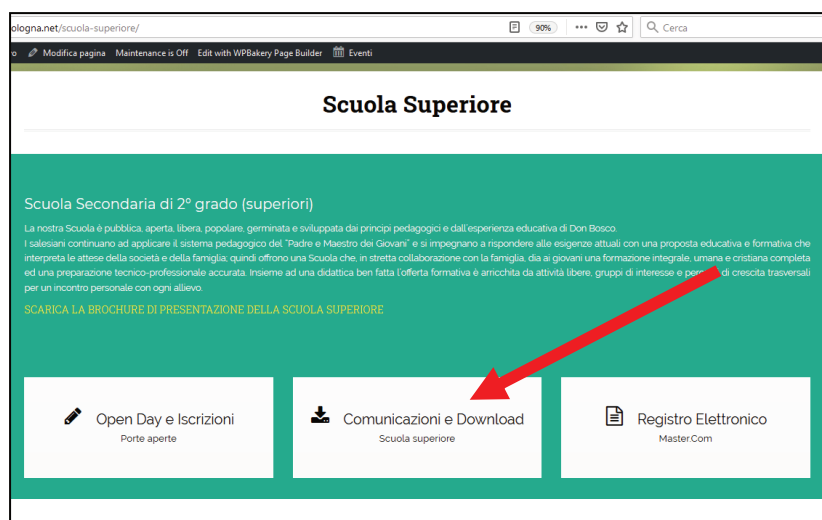 ologna.net/scuola-superiore/ 90% Cerca
o Modifica pagina Maintenance is Off Edit with WPBakery Page Builder Eventi
Scuola Superiore
Scuola Secondaria di 2° grado (superiori)
La nostra Scuola è pubblica, aperta, libera, popolare, germinata e sviluppata dai principi pedagogici e dall'esperienza educativa di Don Bosco.
I salesiani continuano ad applicare il sistema pedagogico del "Padre e Maestro dei Giovani" e si impegnano a rispondere alle esigenze attuali con una proposta educativa e formativa che
interpreta le attese della società e della famiglia; quindi offrono una Scuola che, in stretta collaborazione con la famiglia, dia ai giovani una formazione integrale, umana e cristiana completa
ed una preparazione tecnico-professionale accurata. Insieme ad una didattica ben fatta l'offerta formativa è arricchita da attività libere, gruppi di interesse e di crescita trasversali
per un incontro personale con ogni allievo.
SCARICA LA BROCHURE DI PRESENTAZIONE DELLA SCUOLA SUPERIORE
Open Day e Iscrizioni
Porte aperte
Comunicazioni e Download
Scuola superiore
Registro Elettronico
Master.Com